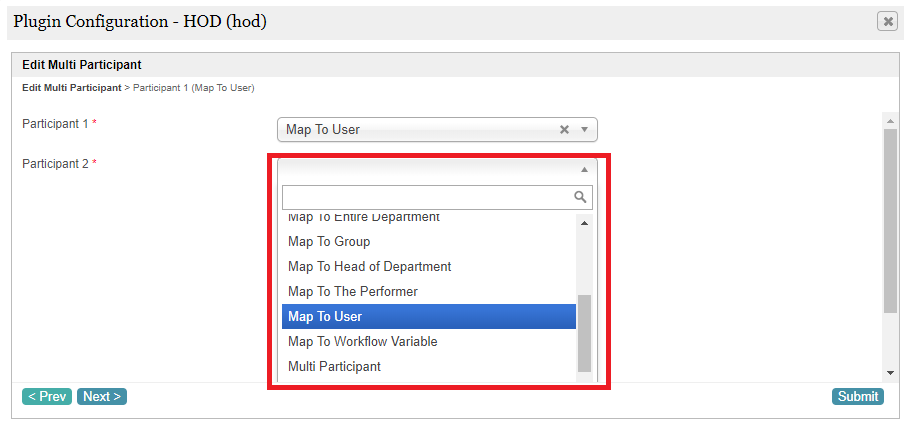 Plugin Configuration - HOD (hod)
Edit Multi Participant
Edit Multi Participant > Participant 1 (Map To User)
Participant 1 *
Map To User
Participant 2 *
Map To Entire Department
Map To Group
Map To Head of Department
Map To The Performer
Map To User
Map To Workflow Variable
Multi Participant
< Prev
Next >
Submit